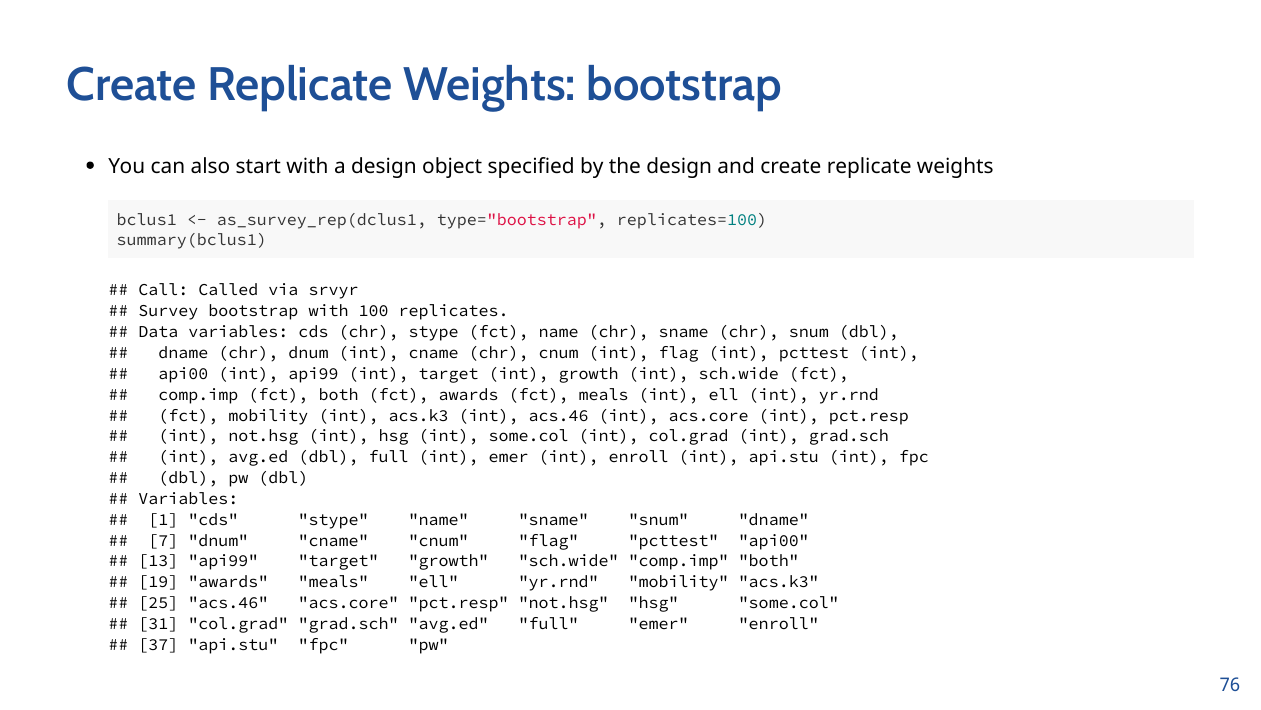 Create Replicate Weights: bootstrap
• You can also start with a design object specified by the design and create replicate weights
bclus1 <- as_survey_rep(dclus1, type="bootstrap", replicates=100)
summary(bclus1)
## Call: Called via srvyr
## Survey bootstrap with 100 replicates.
## Data variables: cds (chr), stype (fct), name (chr), sname (chr), snum (dbl),
##   dname (chr), dnum (int), cname (chr), cnum (int), flag (int), pcttest (int),
##   api00 (int), api99 (int), target (int), growth (int), sch.wide (fct),
##   comp.imp (fct), both (fct), awards (fct), meals (int), ell (int), yr.rnd
##   (fct), mobility (int), acs.k3 (int), acs.46 (int), acs.core (int), pct.resp
##   (int), not.hsg (int), hsg (int), some.col (int), col.grad (int), grad.sch
##   (int), avg.ed (dbl), full (int), emer (int), enroll (int), api.stu (int), fpc
##   (dbl), pw (dbl)
## Variables:
##  [1] "cds"      "stype"    "name"     "sname"    "snum"     "dname"
##  [7] "dnum"     "cname"    "cnum"     "flag"     "pcttest"  "api00"
## [13] "api99"    "target"   "growth"   "sch.wide" "comp.imp" "both"
## [19] "awards"   "meals"    "ell"      "yr.rnd"   "mobility" "acs.k3"
## [25] "acs.46"   "acs.core" "pct.resp" "not.hsg"  "hsg"      "some.col"
## [31] "col.grad" "grad.sch" "avg.ed"   "full"     "emer"     "enroll"
## [37] "api.stu"  "fpc"      "pw"
76